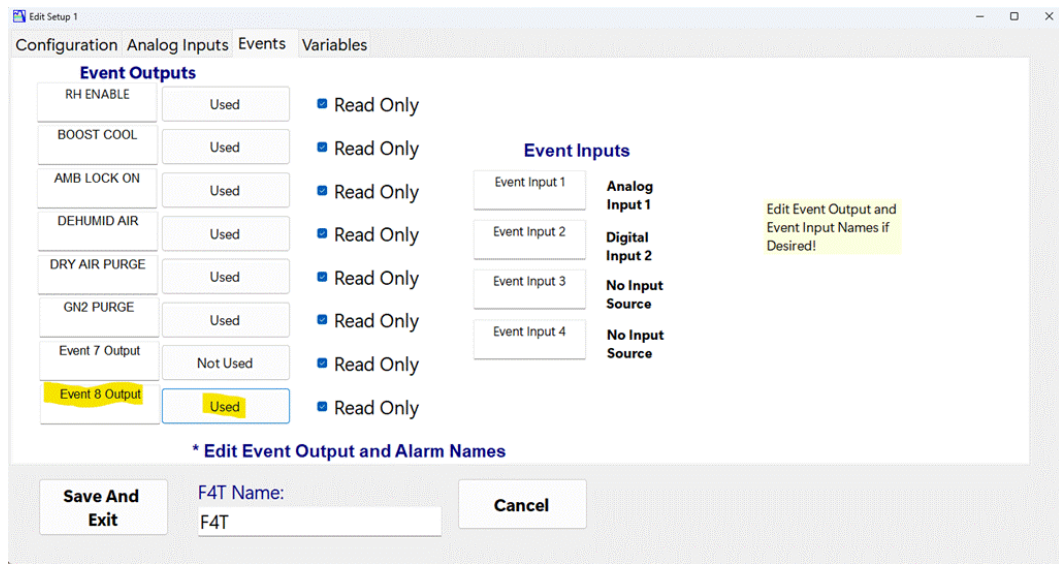 Edit Setup 1
Configuration Analog Inputs Events Variables
Event Outputs
RH ENABLE Used Read Only
BOOST COOL Used Read Only
AMB LOCK ON Used Read Only
DEHUMID AIR Used Read Only
DRY AIR PURGE Used Read Only
GN2 PURGE Used Read Only
Event 7 Output Not Used Read Only
Event 8 Output Used Read Only
Event Inputs
Event Input 1 Analog
Input 1
Event Input 2 Digital
Input 2
Event Input 3 No Input
Source
Event Input 4 No Input
Source
Edit Event Output and
Event Input Names if
Desired!
* Edit Event Output and Alarm Names
Save And
Exit
F4T Name:
F4T
Cancel